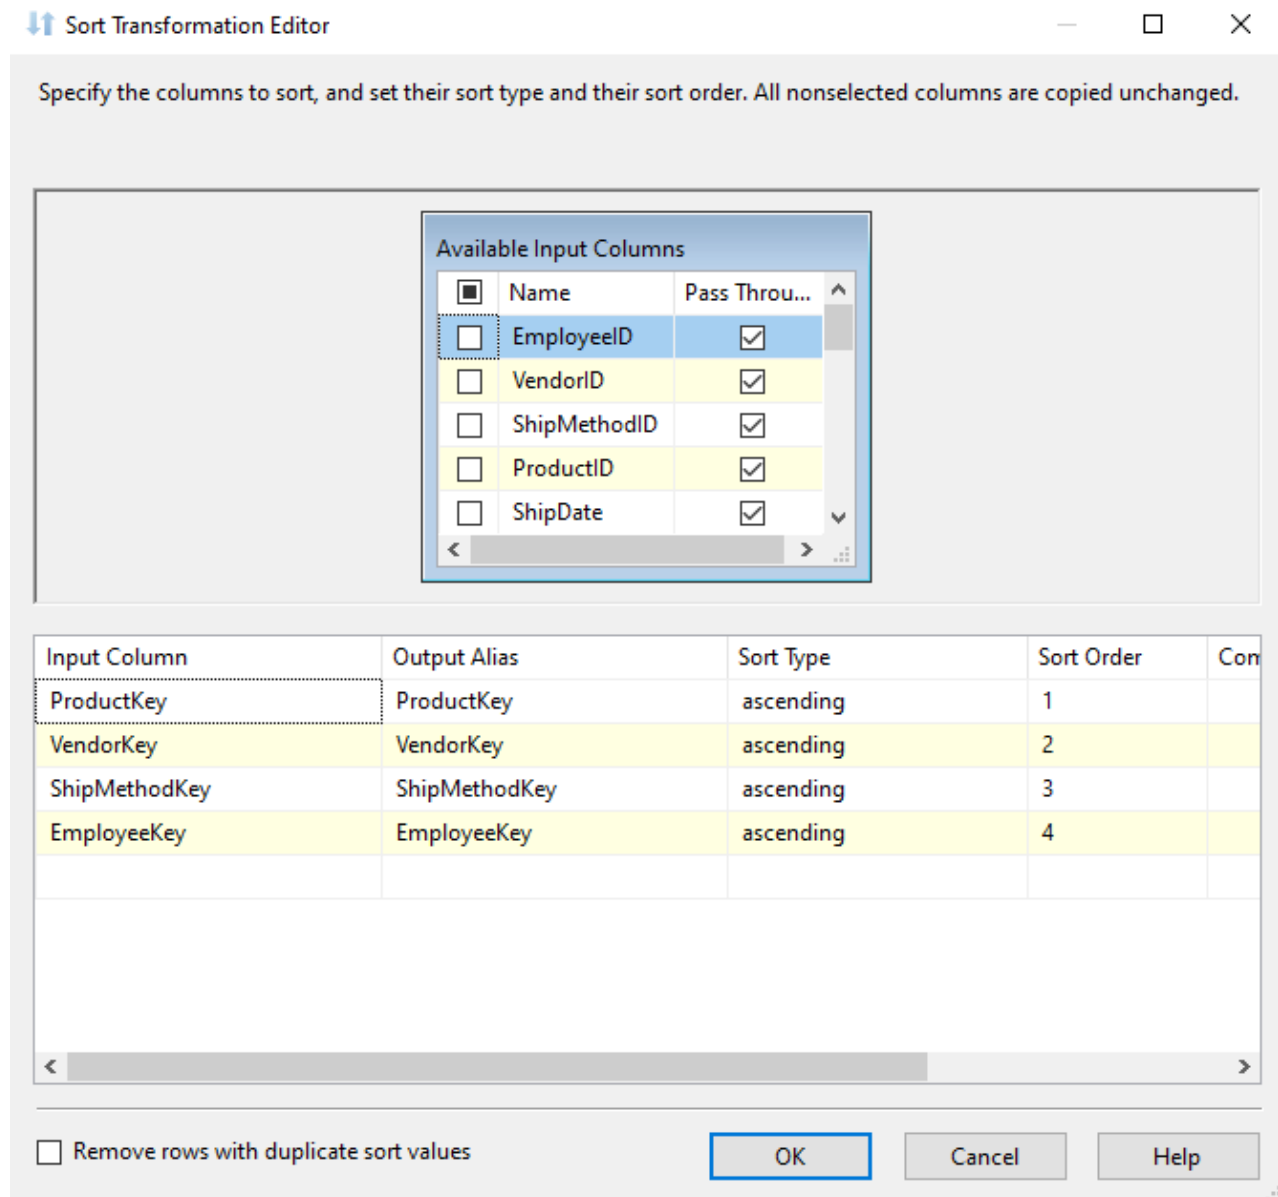 Sort Transformation Editor
Specify the columns to sort, and set their sort type and their sort order. All nonselected columns are copied unchanged.
Available Input Columns
Name Pass Throu...
EmployeeID
VendorID
ShipMethodID
ProductID
ShipDate
Input Column Output Alias Sort Type Sort Order Com
ProductKey ProductKey ascending 1
VendorKey VendorKey ascending 2
ShipMethodKey ShipMethodKey ascending 3
EmployeeKey EmployeeKey ascending 4
Remove rows with duplicate sort values OK Cancel Help